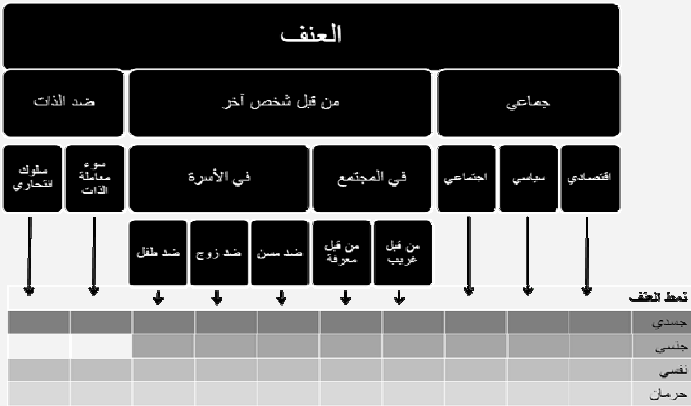 العنف
جماعي
من قبل شخص آخر
ضد الذات
اقتصادي
سياسي
اجتماعي
في المجتمع
في الأسرة
سوء
معاملة
الذات
سلوك
انتحاري
من قبل
غريب
من قبل
معرفة
ضد مسن
ضد زوج
ضد طفل
نمط العنف
جسدي
جنسي
نفسي
حرمان